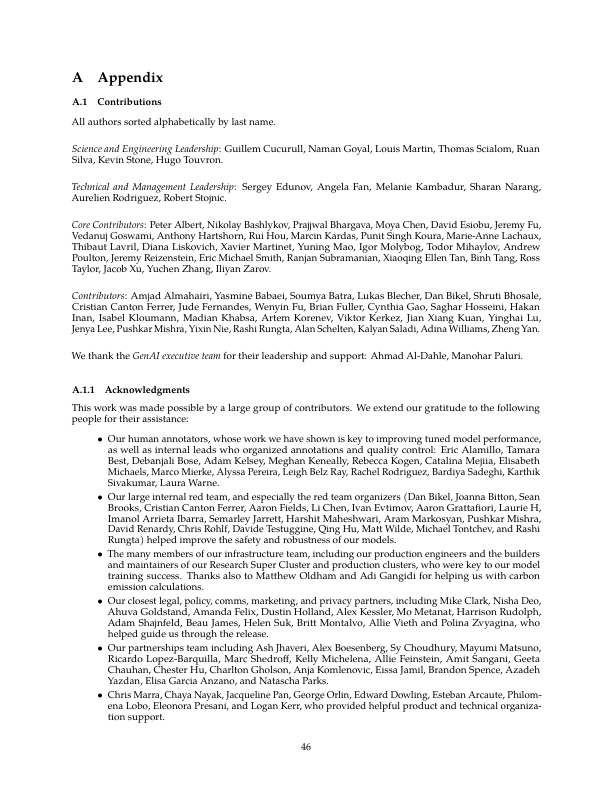 A Appendix
A.1 Contributions
All authors sorted alphabetically by last name.
Science and Engineering Leadership: Guillem Cucurull, Naman Goyal, Louis Martin, Thomas Scialom, Ruan
Silva, Kevin Stone, Hugo Touvron.
Technical and Management Leadership: Sergey Edunov, Angela Fan, Melanie Kambadur, Sharan Narang,
Aurelien Rodriguez, Robert Stojnic.
Core Contributors: Peter Albert, Nikolay Bashlykov, Prajjwal Bhargava, Moya Chen, David Esiobu, Jeremy Fu,
Vedanuj Goswami, Anthony Hartshorn, Rui Hou, Marcin Kardas, Punit Singh Koura, Marie-Anne Lachaux,
Thibaut Lavril, Diana Liskovich, Xavier Martinet, Yuning Mao, Igor Molybog, Todor Mihaylov, Andrew
Poulton, Jeremy Reizenstein, Eric Michael Smith, Ranjan Subramanian, Xiaoqing Ellen Tan, Binh Tang, Ross
Taylor, Jacob Xu, Yuchen Zhang, Iliyan Zarov.
Contributors: Amjad Almahairi, Yasmine Babaei, Soumya Batra, Lukas Blecher, Dan Bikel, Shruti Bhosale,
Cristian Canton Ferrer, Jude Fernandes, Wenyin Fu, Brian Fuller, Cynthia Gao, Saghar Hosseini, Hakan
Inan, Isabel Kloumann, Madian Khabsa, Artem Korenev, Viktor Kerkez, Jian Xiang Kuan, Yinghai Lu,
Jenya Lee, Pushkar Mishra, Yixin Nie, Rashi Rungta, Alan Schelten, Kalyan Saladi, Adina Williams, Zheng Yan.
We thank the GenAI executive team for their leadership and support: Ahmad Al-Dahle, Manohar Paluri.
A.1.1 Acknowledgments
This work was made possible by a large group of contributors. We extend our gratitude to the following
people for their assistance:
• Our human annotators, whose work we have shown is key to improving tuned model performance,
as well as internal leads who organized annotations and quality control: Eric Alamillo, Tamara
Best, Debanjali Bose, Adam Kelsey, Meghan Keneally, Rebecca Kogen, Catalina Mejiia, Elisabeth
Michaels, Marco Mierke, Alyssa Pereira, Leigh Belz Ray, Rachel Rodriguez, Bardiya Sadeghi, Karthik
Sivakumar, Laura Warne.
• Our large internal red team, and especially the red team organizers (Dan Bikel, Joanna Bitton, Sean
Brooks, Cristian Canton Ferrer, Aaron Fields, Li Chen, Ivan Evtimov, Aaron Grattafiori, Laurie H,
Imanol Arrieta Ibarra, Semarley Jarrett, Harshit Maheshwari, Aram Markosyan, Pushkar Mishra,
David Renardy, Chris Rohlf, Davide Testuggine, Qing Hu, Matt Wilde, Michael Tontchev, and Rashi
Rungta) helped improve the safety and robustness of our models.
• The many members of our infrastructure team, including our production engineers and the builders
and maintainers of our Research Super Cluster and production clusters, who were key to our model
training success. Thanks also to Matthew Oldham and Adi Gangidi for helping us with carbon
emission calculations.
• Our closest legal, policy, comms, marketing, and privacy partners, including Mike Clark, Nisha Deo,
Ahuva Goldstand, Amanda Felix, Dustin Holland, Alex Kessler, Mo Metanat, Harrison Rudolph,
Adam Shajnfeld, Beau James, Helen Suk, Britt Montalvo, Allie Vieth and Polina Zvyagina, who
helped guide us through the release.
• Our partnerships team including Ash Jhaveri, Alex Boesenberg, Sy Choudhury, Mayumi Matsuno,
Ricardo Lopez-Barquilla, Marc Shedroff, Kelly Michelena, Allie Feinstein, Amit Sangani, Geeta
Chauhan, Chester Hu, Charlton Gholson, Anja Komlenovic, Eissa Jamil, Brandon Spence, Azadeh
Yazdan, Elisa Garcia Anzano, and Natascha Parks.
• Chris Marra, Chaya Nayak, Jacqueline Pan, George Orlin, Edward Dowling, Esteban Arcaute, Philom-
ena Lobo, Eleonora Presani, and Logan Kerr, who provided helpful product and technical organiza-
tion support.
46